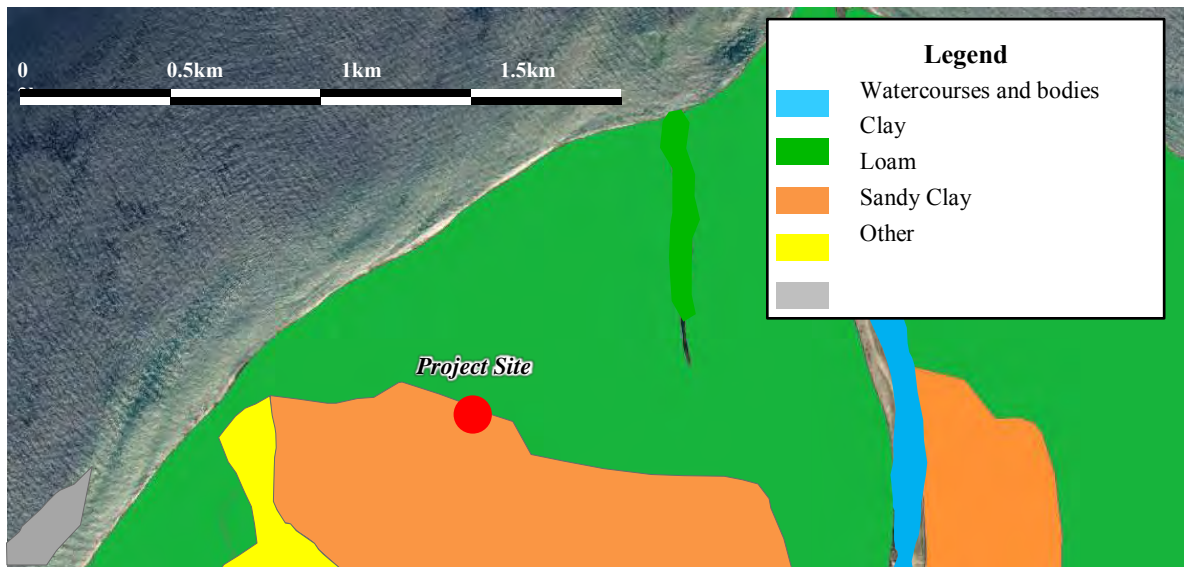 Legend
0 0.5km 1km 1.5km
Watercourses and bodies
Clay
Loam
Sandy Clay
Other
Project Site